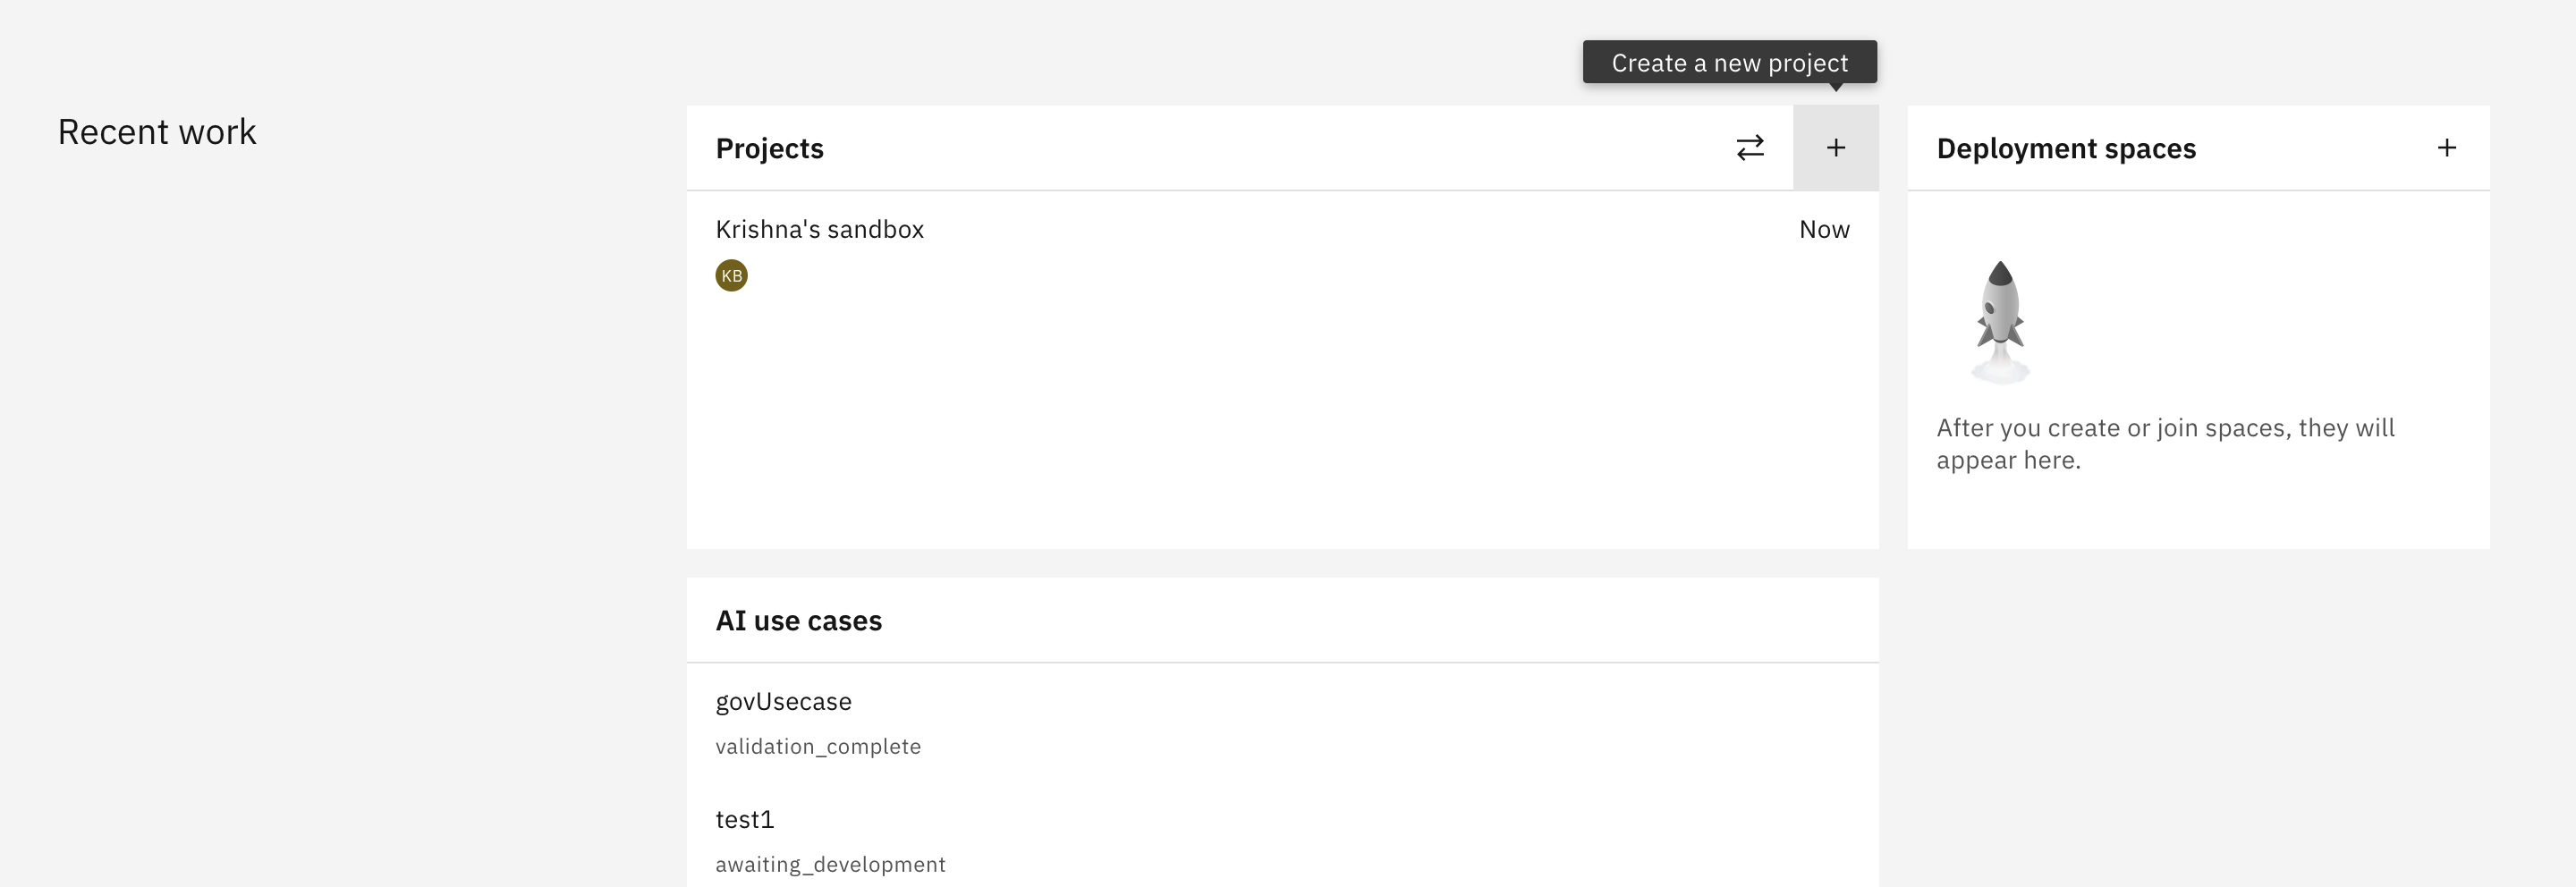 Create a new project
Recent work
Projects
Deployment spaces
Krishna's sandbox
Now
KB
After you create or join spaces, they will
appear here.
AI use cases
govUsecase
validation_complete
test1
awaiting_development